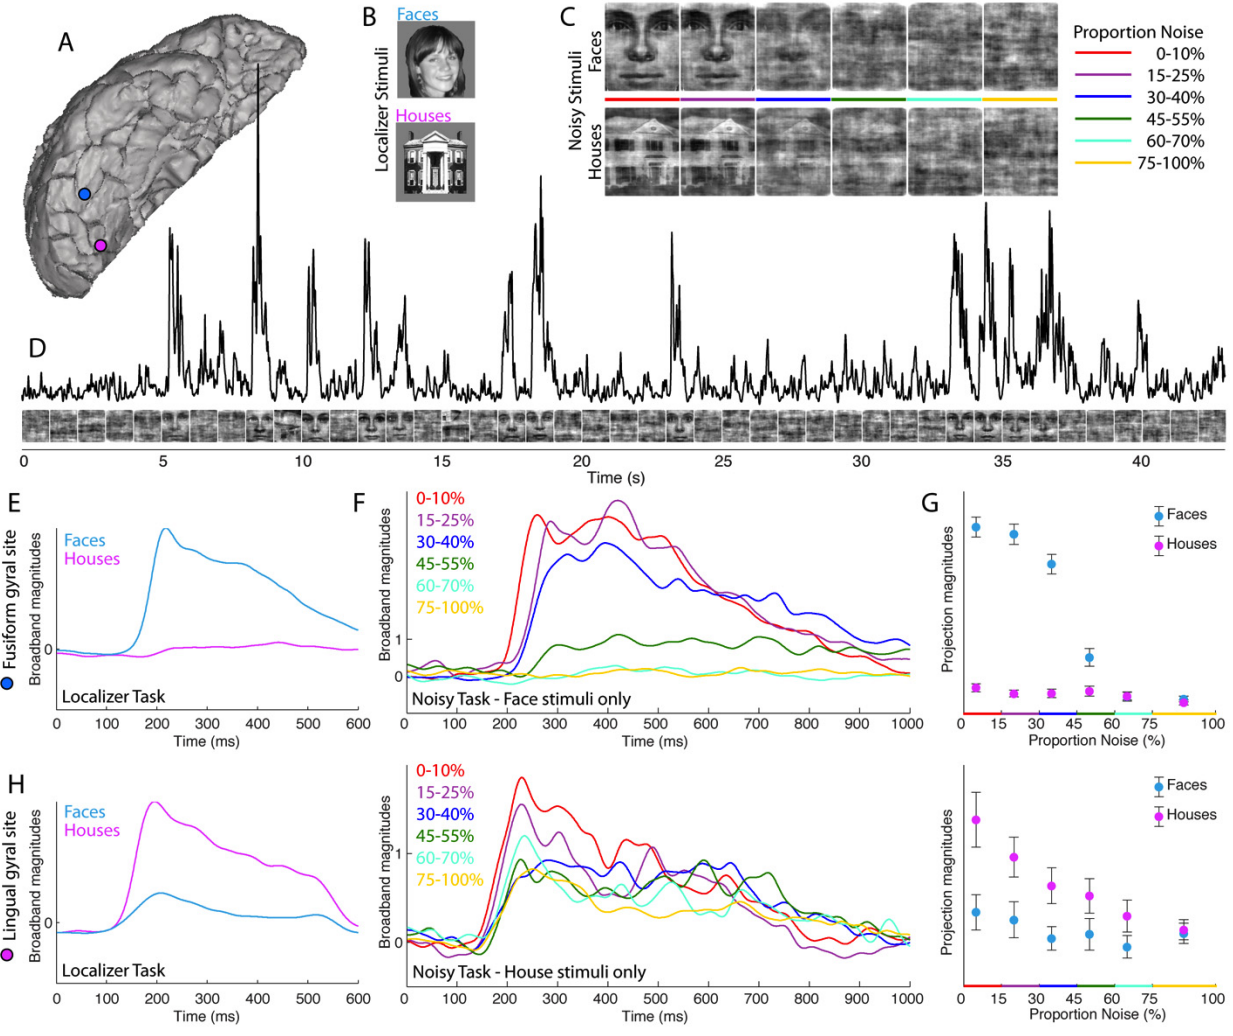 A
B
Faces
Localizer Stimuli
Houses
C
Noisy Stimuli
Faces
Houses
Proportion Noise
0-10%
15-25%
30-40%
45-55%
60-70%
75-100%
D
0 5 10 15 20 25 30 35 40
Time (s)
E
Fusiform gyral site
Broadband magnitudes
Faces
Houses
0
Localizer Task
0 100 200 300 400 500 600
Time (ms)
F
Broadband magnitudes
0-10%
15-25%
30-40%
45-55%
60-70%
75-100%
1
0
Noisy Task - Face stimuli only
0 100 200 300 400 500 600 700 800 900 1000
Time (ms)
G
Projection magnitudes
Faces
Houses
0 15 30 45 60 75 100
Proportion Noise (%)
H
Lingual gyral site
Broadband magnitudes
Faces
Houses
0
Localizer Task
0 100 200 300 400 500 600
Time (ms)
Broadband magnitudes
0-10%
15-25%
30-40%
45-55%
60-70%
75-100%
1
0
Noisy Task - House stimuli only
0 100 200 300 400 500 600 700 800 900 1000
Time (ms)
Projection magnitudes
Faces
Houses
0 15 30 45 60 75 100
Proportion Noise (%)